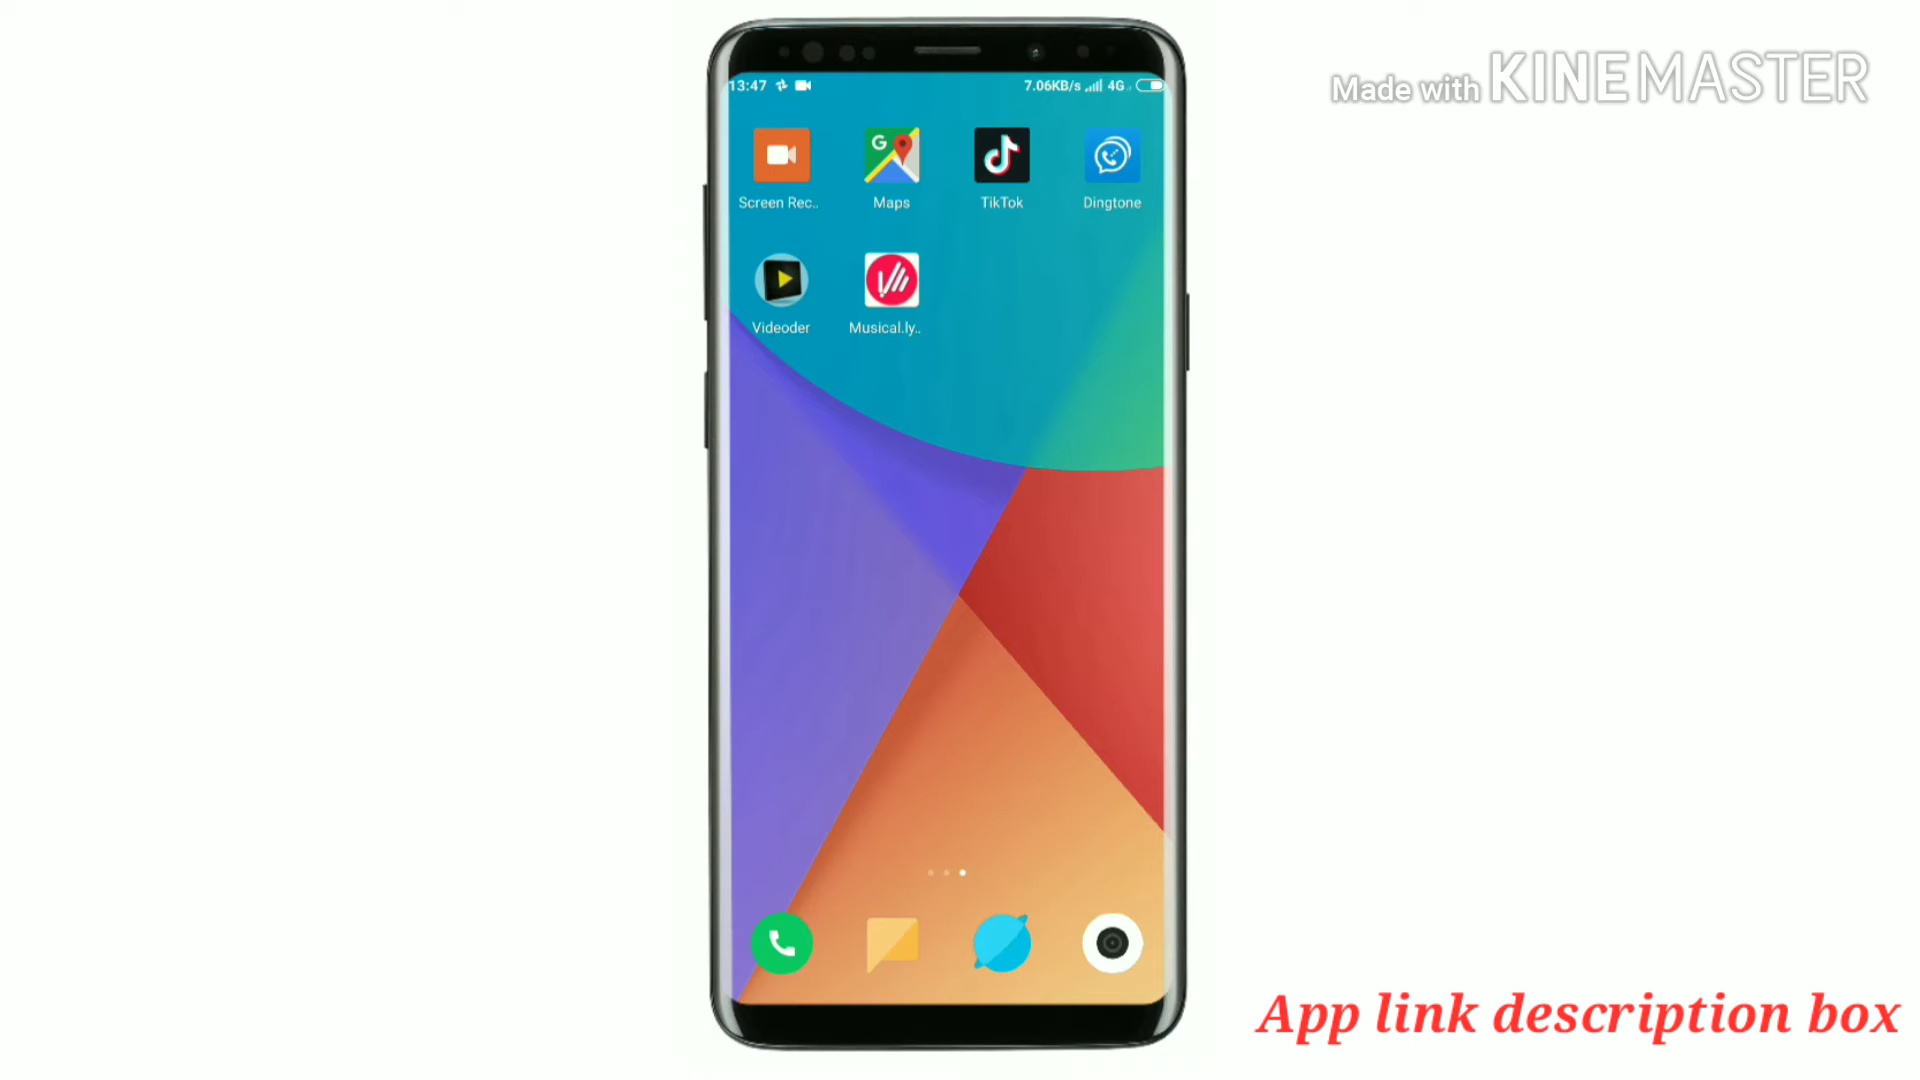 Made with KINEMASTER
13:47 7.06KB/s 4G
G
Screen Rec.. Maps TikTok Dingtone
Videoder Musical.ly..
App link description box